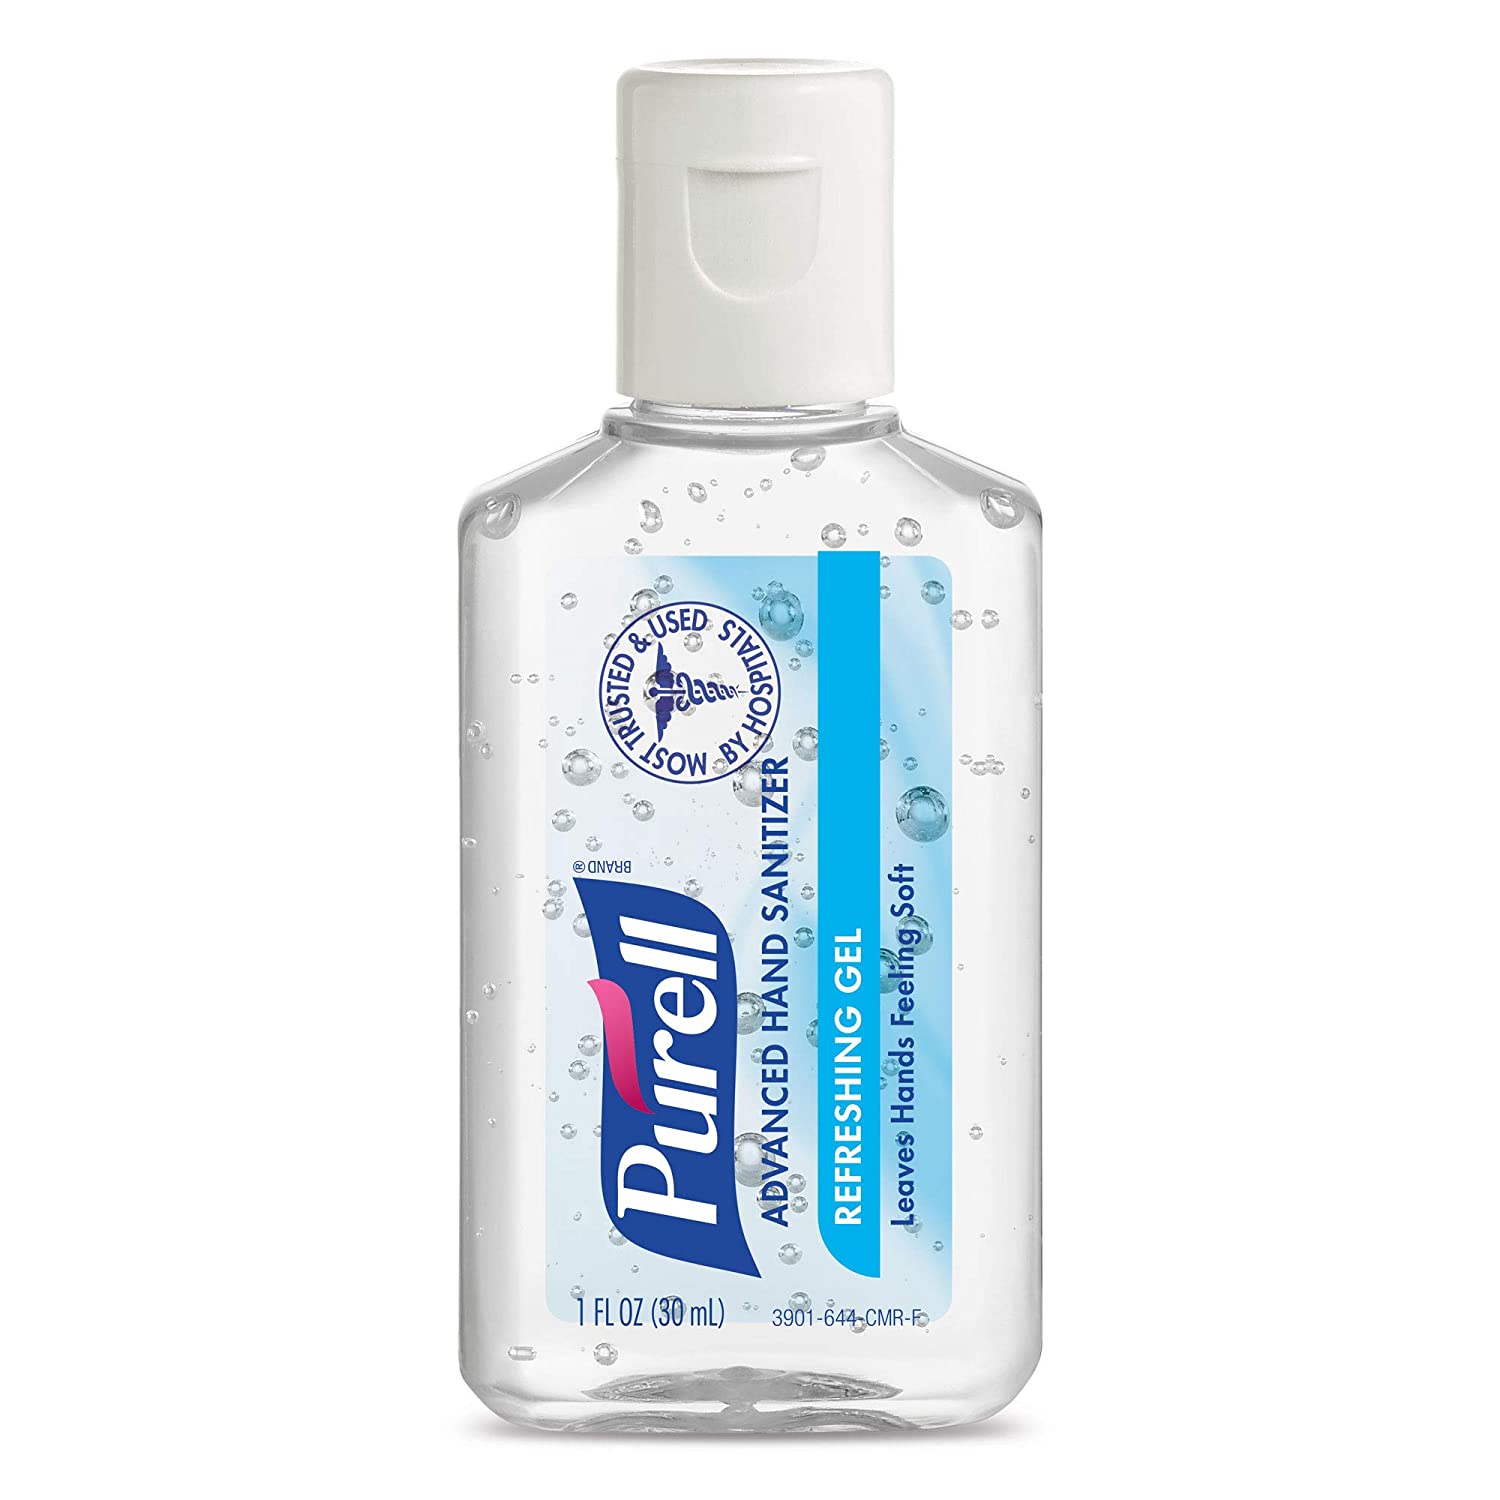 MOST TRUSTED & USED
BY HOSPITALS
BRAND®
Purell
ADVANCED HAND SANITIZER
REFRESHING GEL
Leaves Hands Feeling Soft
1 FL OZ (30 mL)
3901-644-CMR-F